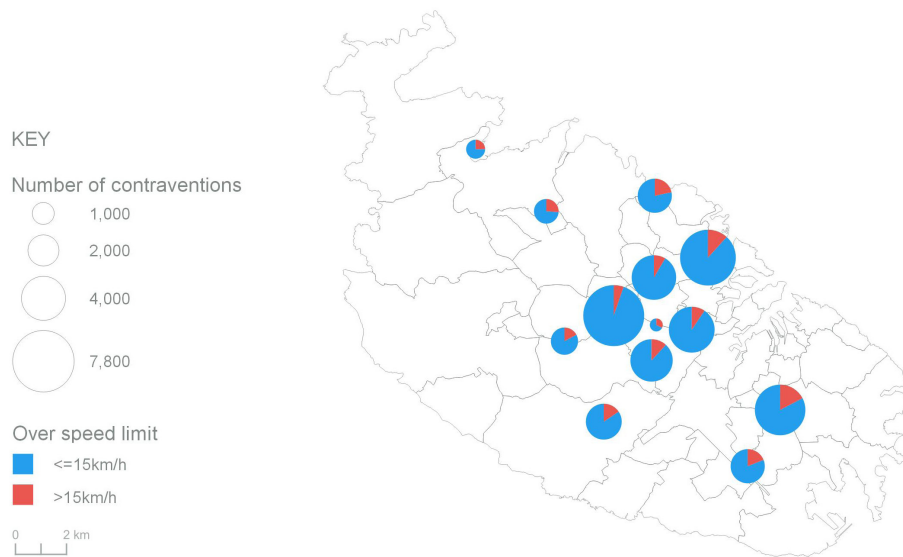 KEY
Number of contraventions
1,000
2,000
4,000
7,800
Over speed limit
<=15km/h
>15km/h
0 2 km